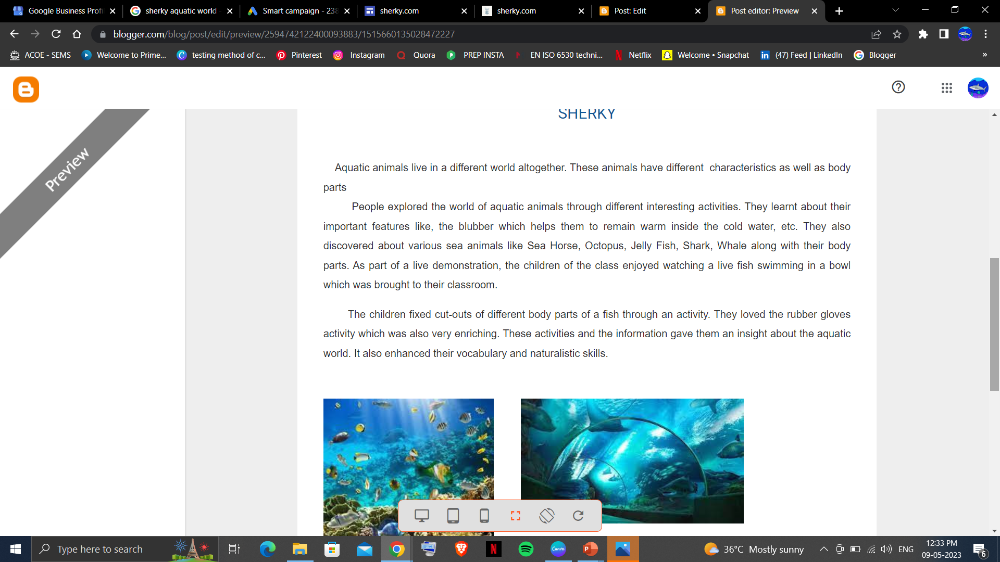 Google Business Profi
sherky aquatic world
Smart campaign - 238
sherky.com
sherky.com
Post: Edit
Post editor: Preview
blogger.com/blog/post/edit/preview/2594742122400093883/1515660135028472227
ACOE - SEMS
Welcome to Prime...
testing method of c...
Pinterest
Instagram
Quora
PREP INSTA
EN ISO 6530 techni...
Netflix
Welcome • Snapchat
(47) Feed | LinkedIn
Blogger
»
Preview
SHERKY
Aquatic animals live in a different world altogether. These animals have different  characteristics as well as body
parts
People explored the world of aquatic animals through different interesting activities. They learnt about their
important features like, the blubber which helps them to remain warm inside the cold water, etc. They also
discovered about various sea animals like Sea Horse, Octopus, Jelly Fish, Shark, Whale along with their body
parts. As part of a live demonstration, the children of the class enjoyed watching a live fish swimming in a bowl
which was brought to their classroom.
The children fixed cut-outs of different body parts of a fish through an activity. They loved the rubber gloves
activity which was also very enriching. These activities and the information gave them an insight about the aquatic
world. It also enhanced their vocabulary and naturalistic skills.
Type here to search
Canva
36°C Mostly sunny
ENG
12:33 PM
09-05-2023
6